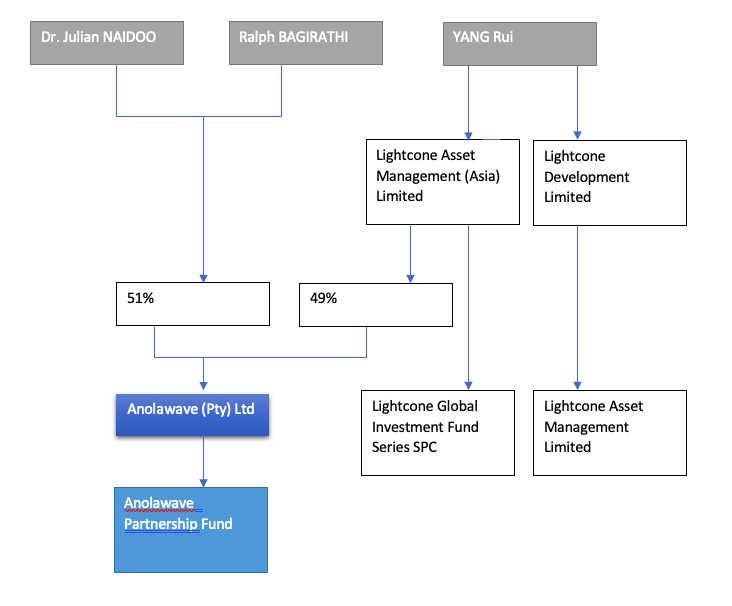 Dr. Julian NAIDOO
Ralph BAGIRATHI
YANG Rui
Lightcone Asset
Management (Asia)
Limited
Lightcone
Development
Limited
51%
49%
Anolawave (Pty) Ltd
Lightcone Global
Investment Fund
Series SPC
Lightcone Asset
Management
Limited
Anolawave
Partnership Fund